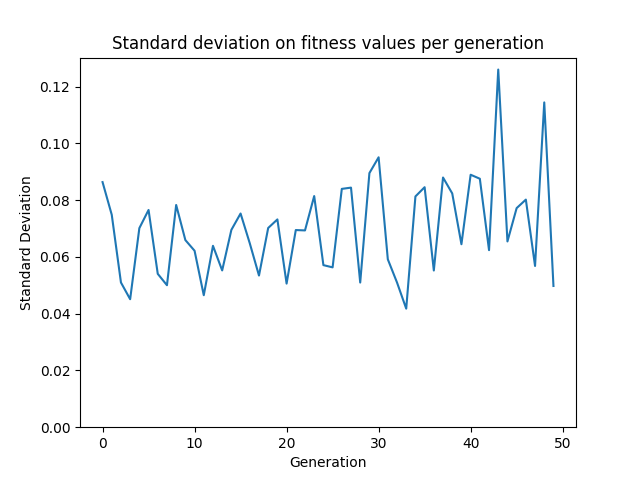 Standard deviation on fitness values per generation
0.12
0.10
0.08
0.06
0.04
0.02
0.00
Standard Deviation
0 10 20 30 40 50
Generation